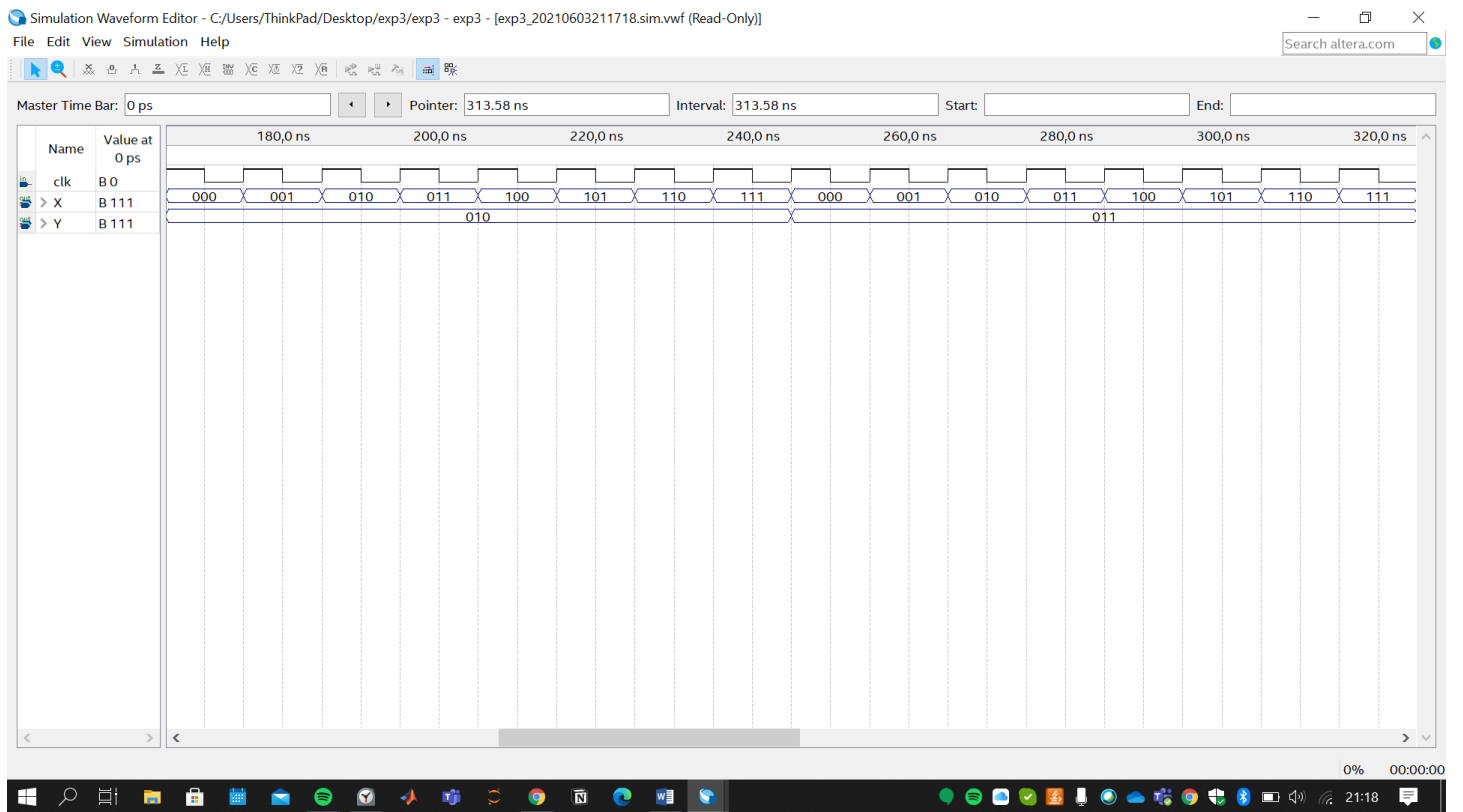 Simulation Waveform Editor - C:/Users/ThinkPad/Desktop/exp3/exp3 - exp3 - [exp3_20210603211718.sim.vwf (Read-Only)]
File Edit View Simulation Help
Search altera.com
Master Time Bar: 0 ps Pointer: 313.58 ns Interval: 313.58 ns Start: End:
Name Value at 0 ps 180,0 ns 200,0 ns 220,0 ns 240,0 ns 260,0 ns 280,0 ns 300,0 ns 320,0 ns
clk B 0
X B 111 000 001 010 011 100 101 110 111 000 001 010 011 100 101 110 111
Y B 111 010 011
0% 00:00:00
21:18